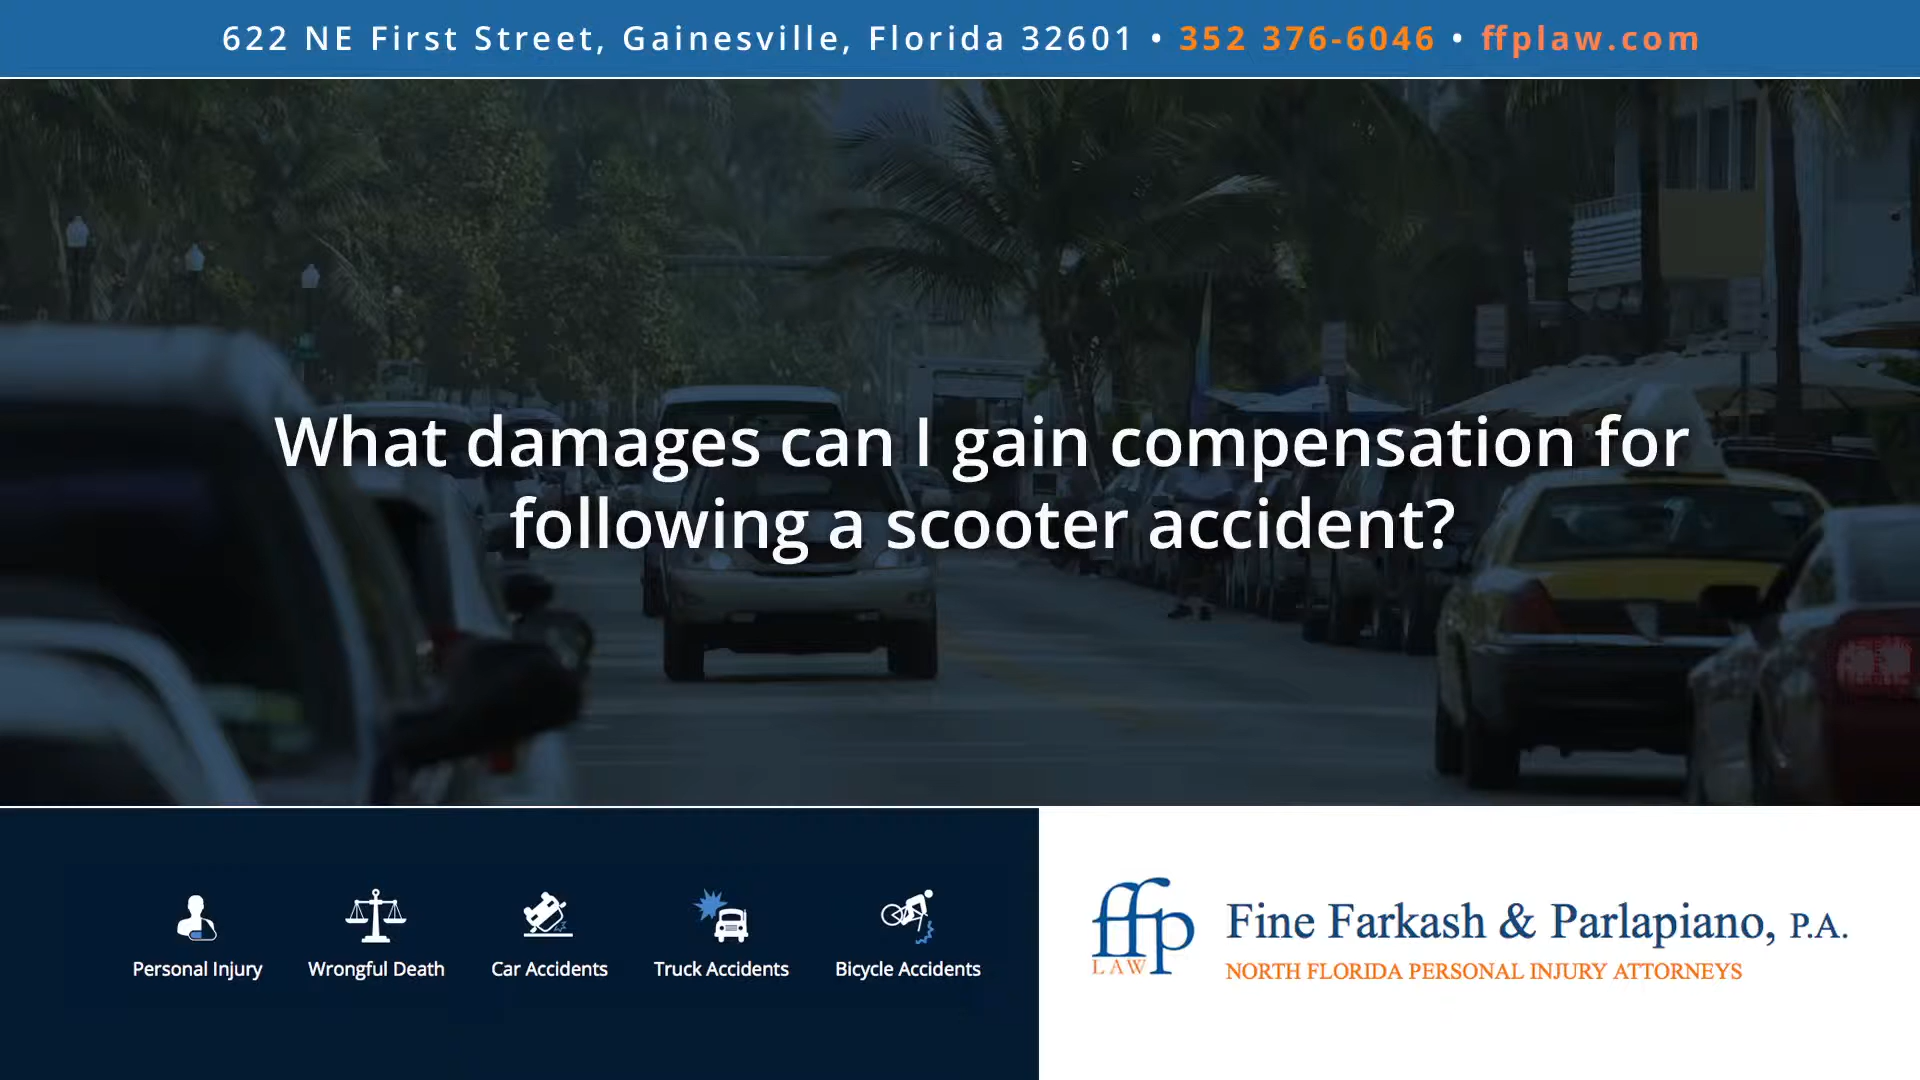 622 NE First Street, Gainesville, Florida 32601 • 352 376-6046 • ffplaw.com
What damages can I gain compensation for
following a scooter accident?
Personal Injury
Wrongful Death
Car Accidents
Truck Accidents
Bicycle Accidents
ffp
LAW
Fine Farkash & Parlapiano, P.A.
NORTH FLORIDA PERSONAL INJURY ATTORNEYS